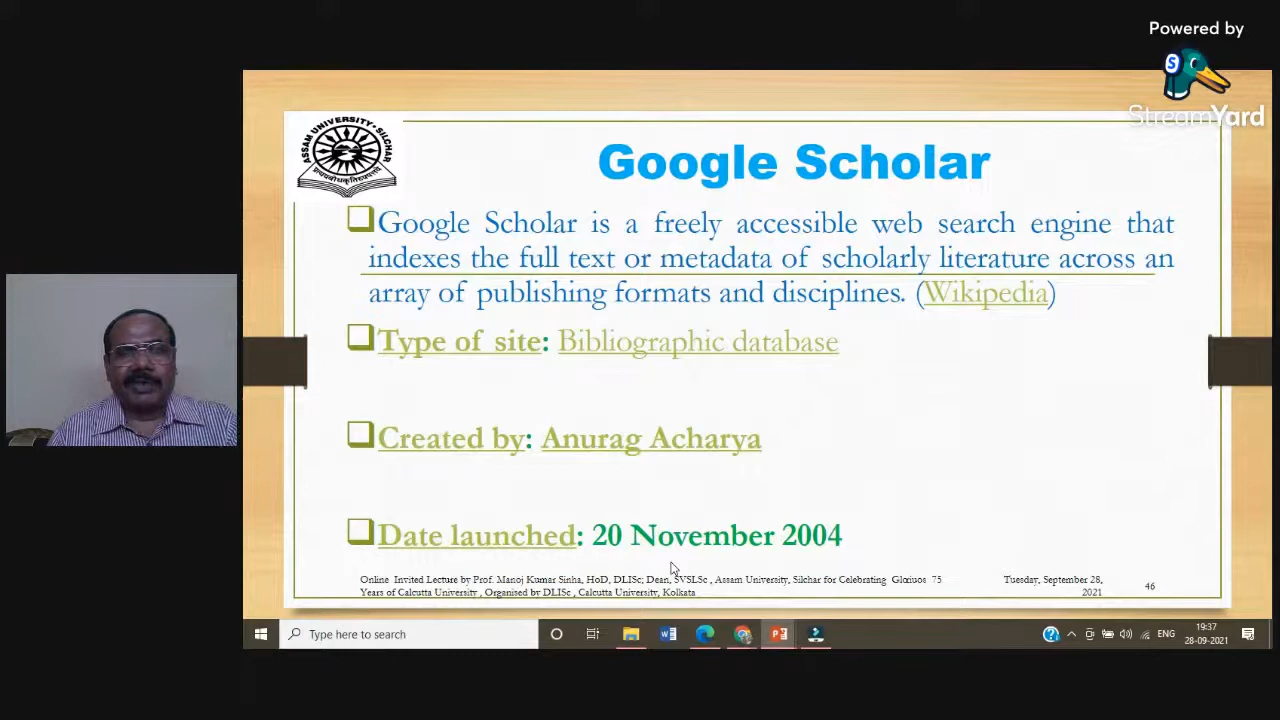 Powered by
StreamYard
ASSAM UNIVERSITY SILCHAR
Google Scholar
Google Scholar is a freely accessible web search engine that
indexes the full text or metadata of scholarly literature across an
array of publishing formats and disciplines. (Wikipedia)
Type of site: Bibliographic database
Created by: Anurag Acharya
Date launched: 20 November 2004
Online Invited Lecture by Prof. Manoj Kumar Sinha, HoD, DLISc; Dean, SVSLSc , Assam University, Silchar for Celebrating 75
Years of Calcutta University , Organised by DLISc , Calcutta University, Kolkata
Tuesday, September 28,
2021
46
Type here to search
ENG
19:37
28-09-2021